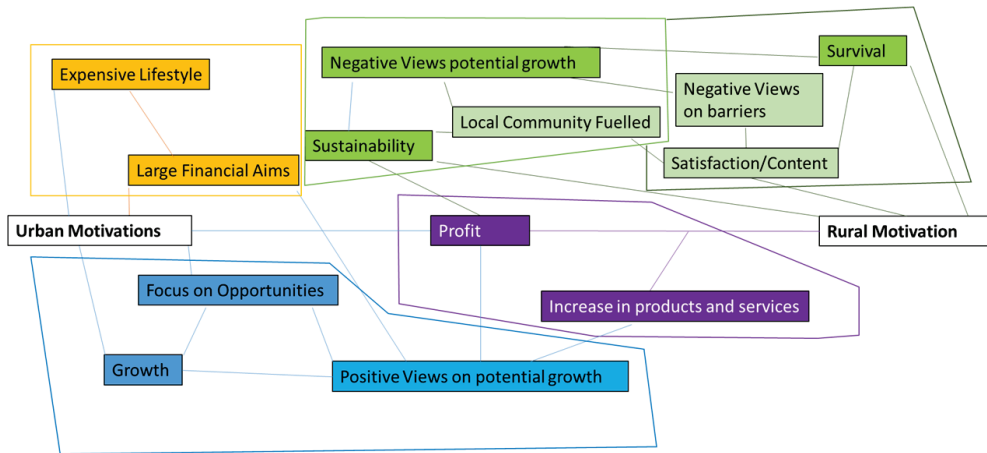 Survival
Expensive Lifestyle
Negative Views potential growth
Negative Views
on barriers
Local Community Fuelled
Sustainability
Satisfaction/Content
Large Financial Aims
Urban Motivations
Profit
Rural Motivation
Focus on Opportunities
Increase in products and services
Growth
Positive Views on potential growth